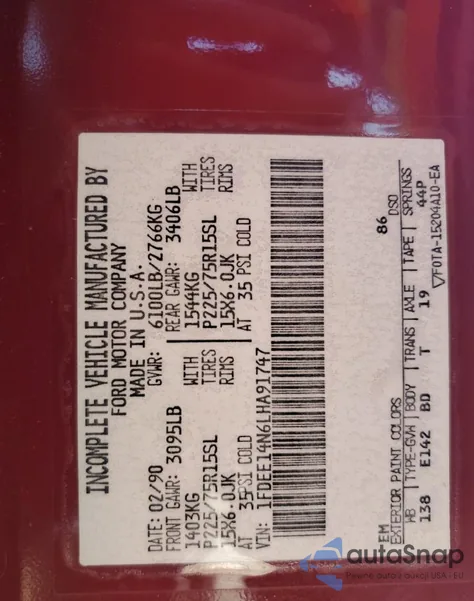 INCOMPLETE VEHICLE MANUFACTURED BY
FORD MOTOR COMPANY
MADE IN U.S.A.
DATE: 02/90 GVWR: 6100LB/2766KG
FRONT GAWR: 3095LB REAR GAWR: 3406LB
1403KG WITH 1544KG WITH
P225/75R15SL TIRES P225/75R15SL TIRES
15X6.0JK RIMS 15X6.0JK RIMS
AT 35PSI COLD AT 35 PSI COLD
VIN: 1FDEE14N6LHA91747
EM 86
EXTERIOR PAINT COLORS DSO
WB TYPE-GVW BODY TRANS AXLE TAPE SPRINGS
138 E142 BD T 19 44P
▽F0TA-15204A10-EA
autoSnap